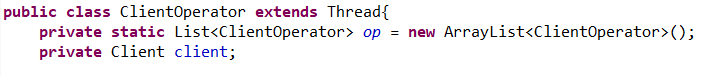 public class ClientOperator extends Thread{
    private static List<ClientOperator> op = new ArrayList<ClientOperator>();
    private Client client;